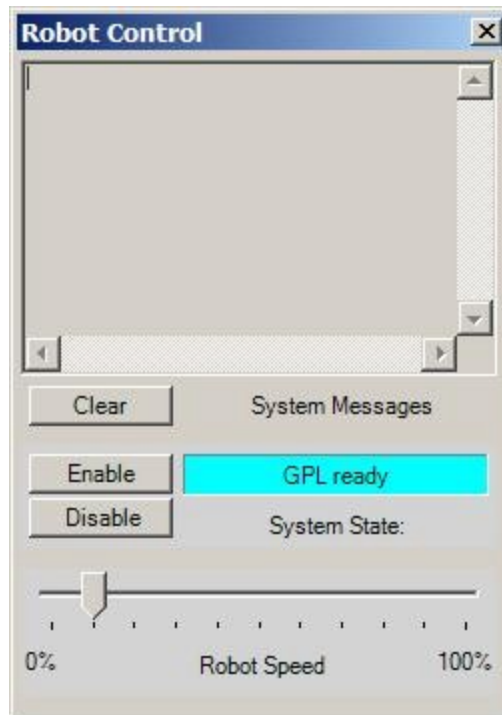 Robot Control
Clear
System Messages
Enable
GPL ready
Disable
System State:
0%
Robot Speed
100%